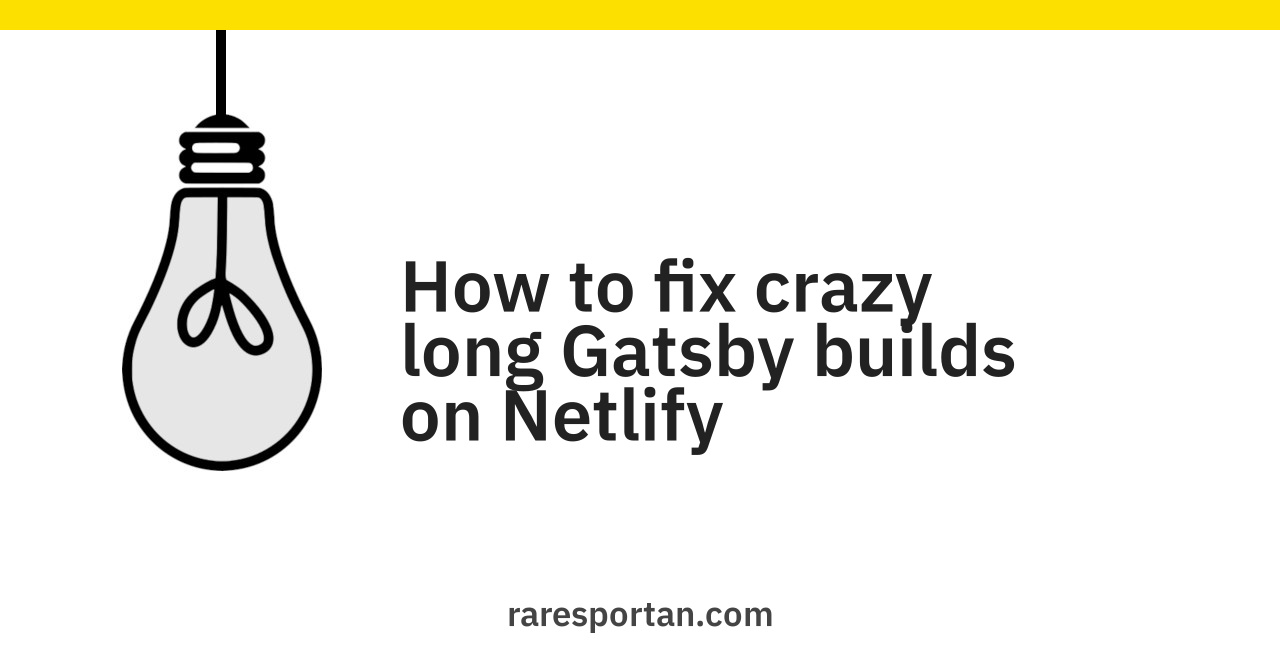 How to fix crazy
long Gatsby builds
on Netlify
raresportan.com